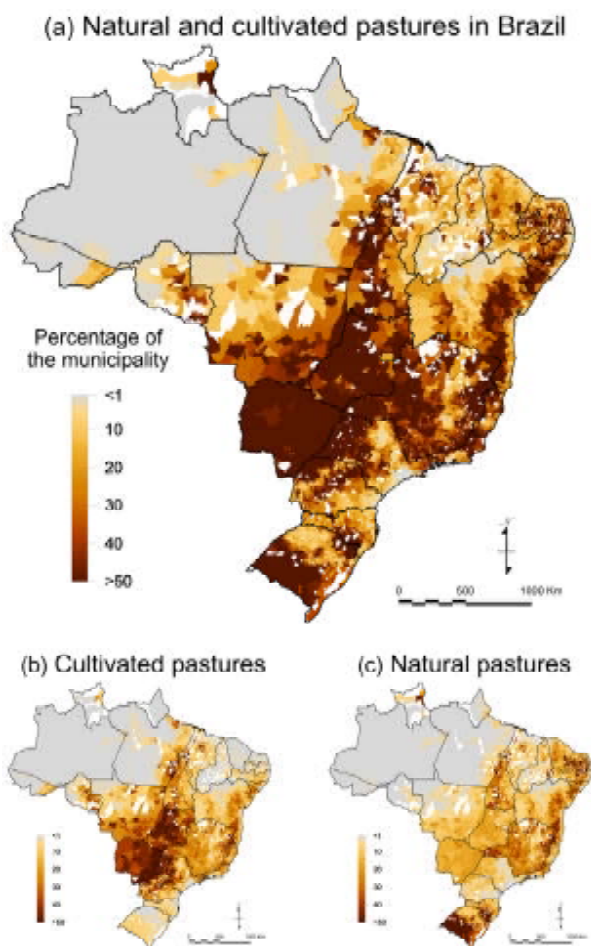 (a) Natural and cultivated pastures in Brazil
Percentage of
the municipality
<1
10
20
30
40
>50
0 500 1000 Km
(b) Cultivated pastures
(c) Natural pastures